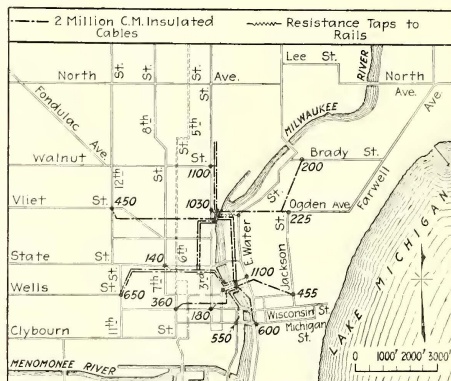 2 Million C.M. Insulated Cables
Resistance Taps to Rails
Lee St.
RIVER
North
St.
St.
St.
Ave.
North Ave.
Fondulac Ave.
8th
5th
MILWAUKEE
Ave.
Walnut
St.
St.
1100
Brady St.
200
12th
Farwell
Vliet
St.
450
1030
Ogden Ave.
225
St.
E. Water
State
St.
140
6th
3rd
1100
Jackson
St.
Wells
St.
650
7th
360
180
455
Wisconsin St.
Michigan St.
Clybourn
11th
St.
550
600
MENOMONEE RIVER
LAKE MICHIGAN
0 1000' 2000' 3000'